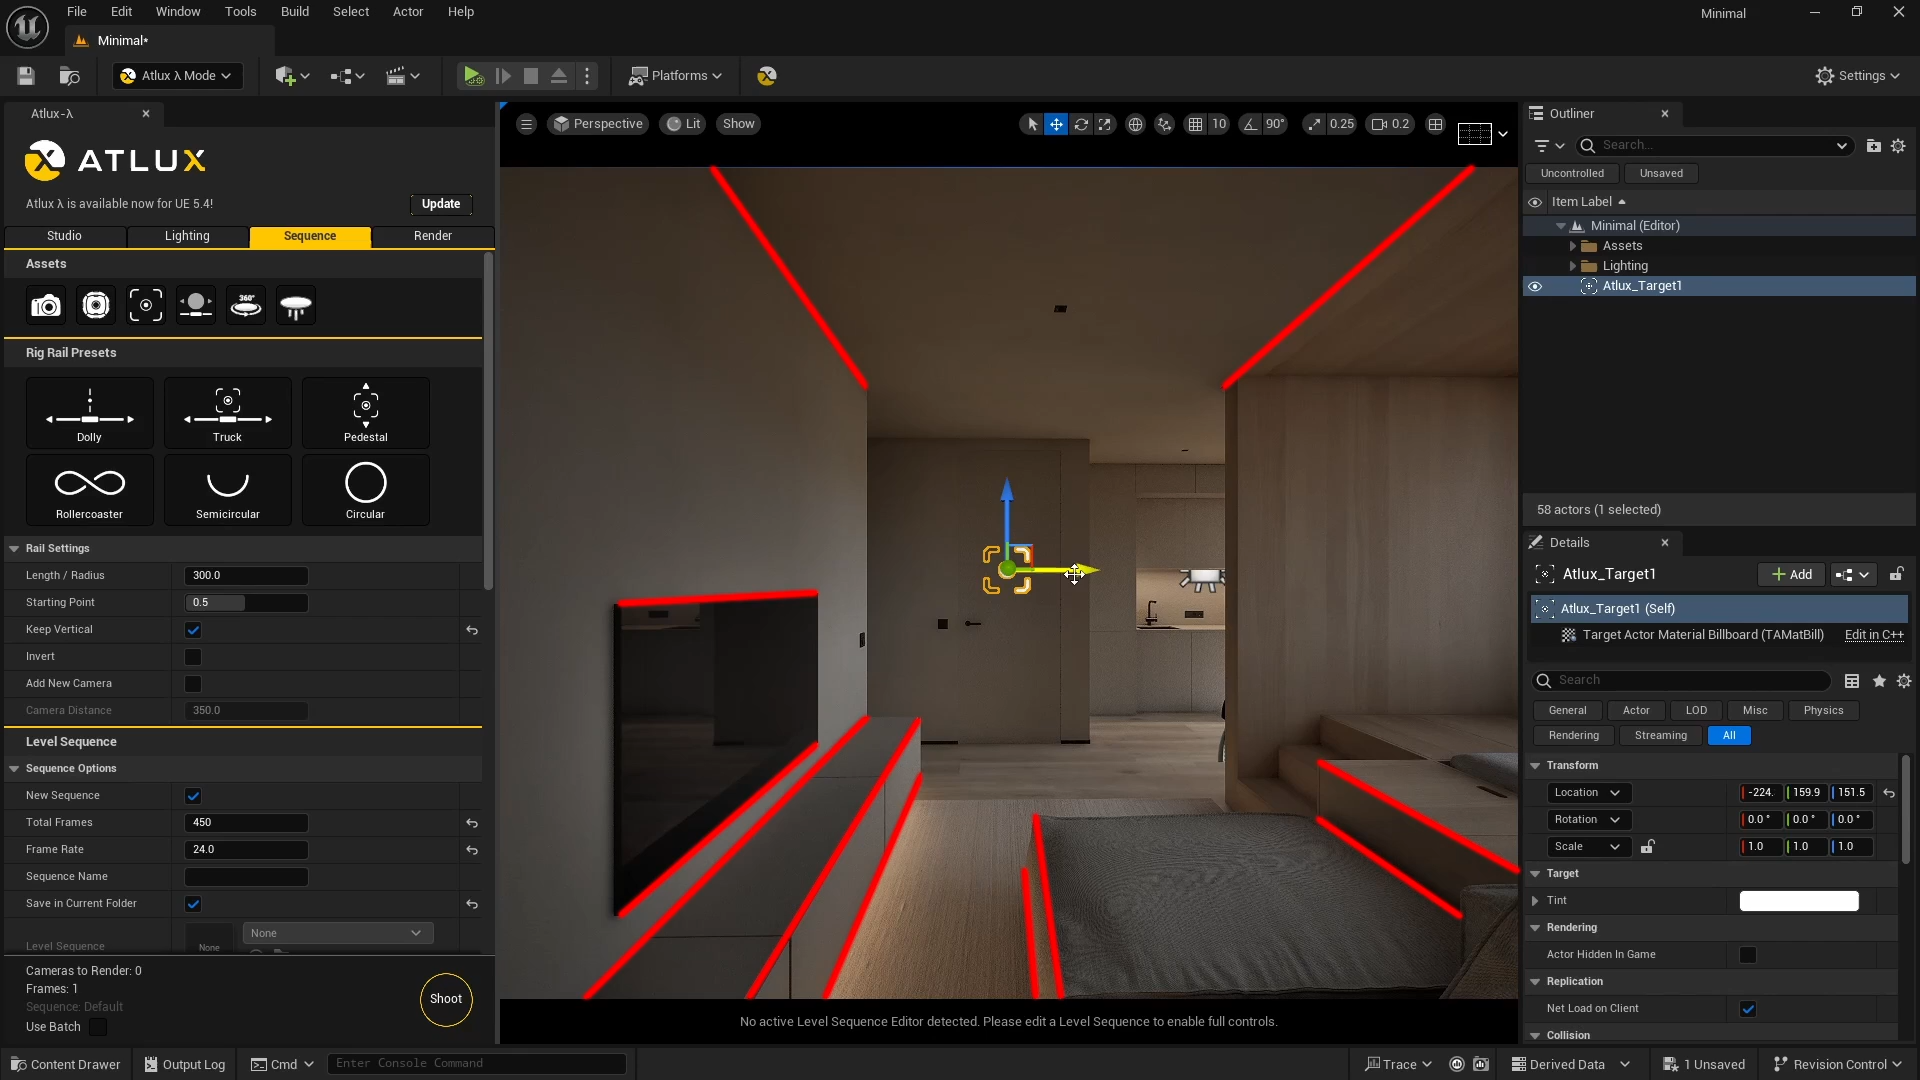 File Edit Window Tools Build Select Actor Help
Minimal
Minimal*
Atlux λ Mode
Platforms
Settings
Atlux-λ
ATLUX
Atlux λ is available now for UE 5.4!
Update
Studio Lighting Sequence Render
Assets
360°
Rig Rail Presets
Dolly Truck Pedestal
Rollercoaster Semicircular Circular
Rail Settings
Length / Radius 300.0
Starting Point 0.5
Keep Vertical
Invert
Add New Camera
Camera Distance 350.0
Level Sequence
Sequence Options
New Sequence
Total Frames 450
Frame Rate 24.0
Sequence Name
Save in Current Folder
Level Sequence None None
Cameras to Render: 0
Frames: 1
Sequence: Default
Use Batch
Shoot
Perspective Lit Show
10 90° 0.25 0.2
No active Level Sequence Editor detected. Please edit a Level Sequence to enable full controls.
Outliner
Search...
Uncontrolled Unsaved
Item Label
Minimal (Editor)
Assets
Lighting
Atlux_Target1
58 actors (1 selected)
Details
Atlux_Target1
Add
Atlux_Target1 (Self)
Target Actor Material Billboard (TAMatBill) Edit in C++
Search
General Actor LOD Misc Physics
Rendering Streaming All
Transform
Location -224. 159.9 151.5
Rotation 0.0° 0.0° 0.0°
Scale 1.0 1.0 1.0
Target
Tint
Rendering
Actor Hidden In Game
Replication
Net Load on Client
Collision
Content Drawer Output Log Cmd Enter Console Command
Trace Derived Data 1 Unsaved Revision Control